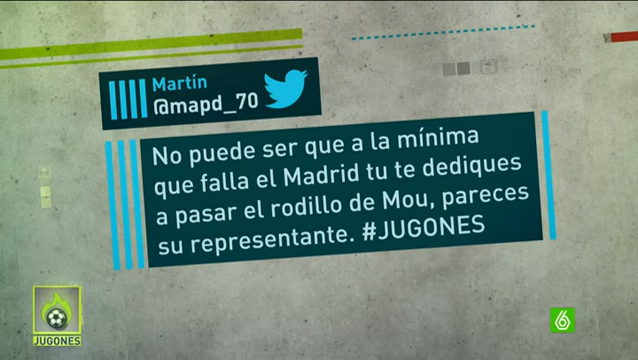 Martín
@mapd_70
No puede ser que a la mínima
que falla el Madrid tu te dediques
a pasar el rodillo de Mou, pareces
su representante. #JUGONES
JUGONES
6